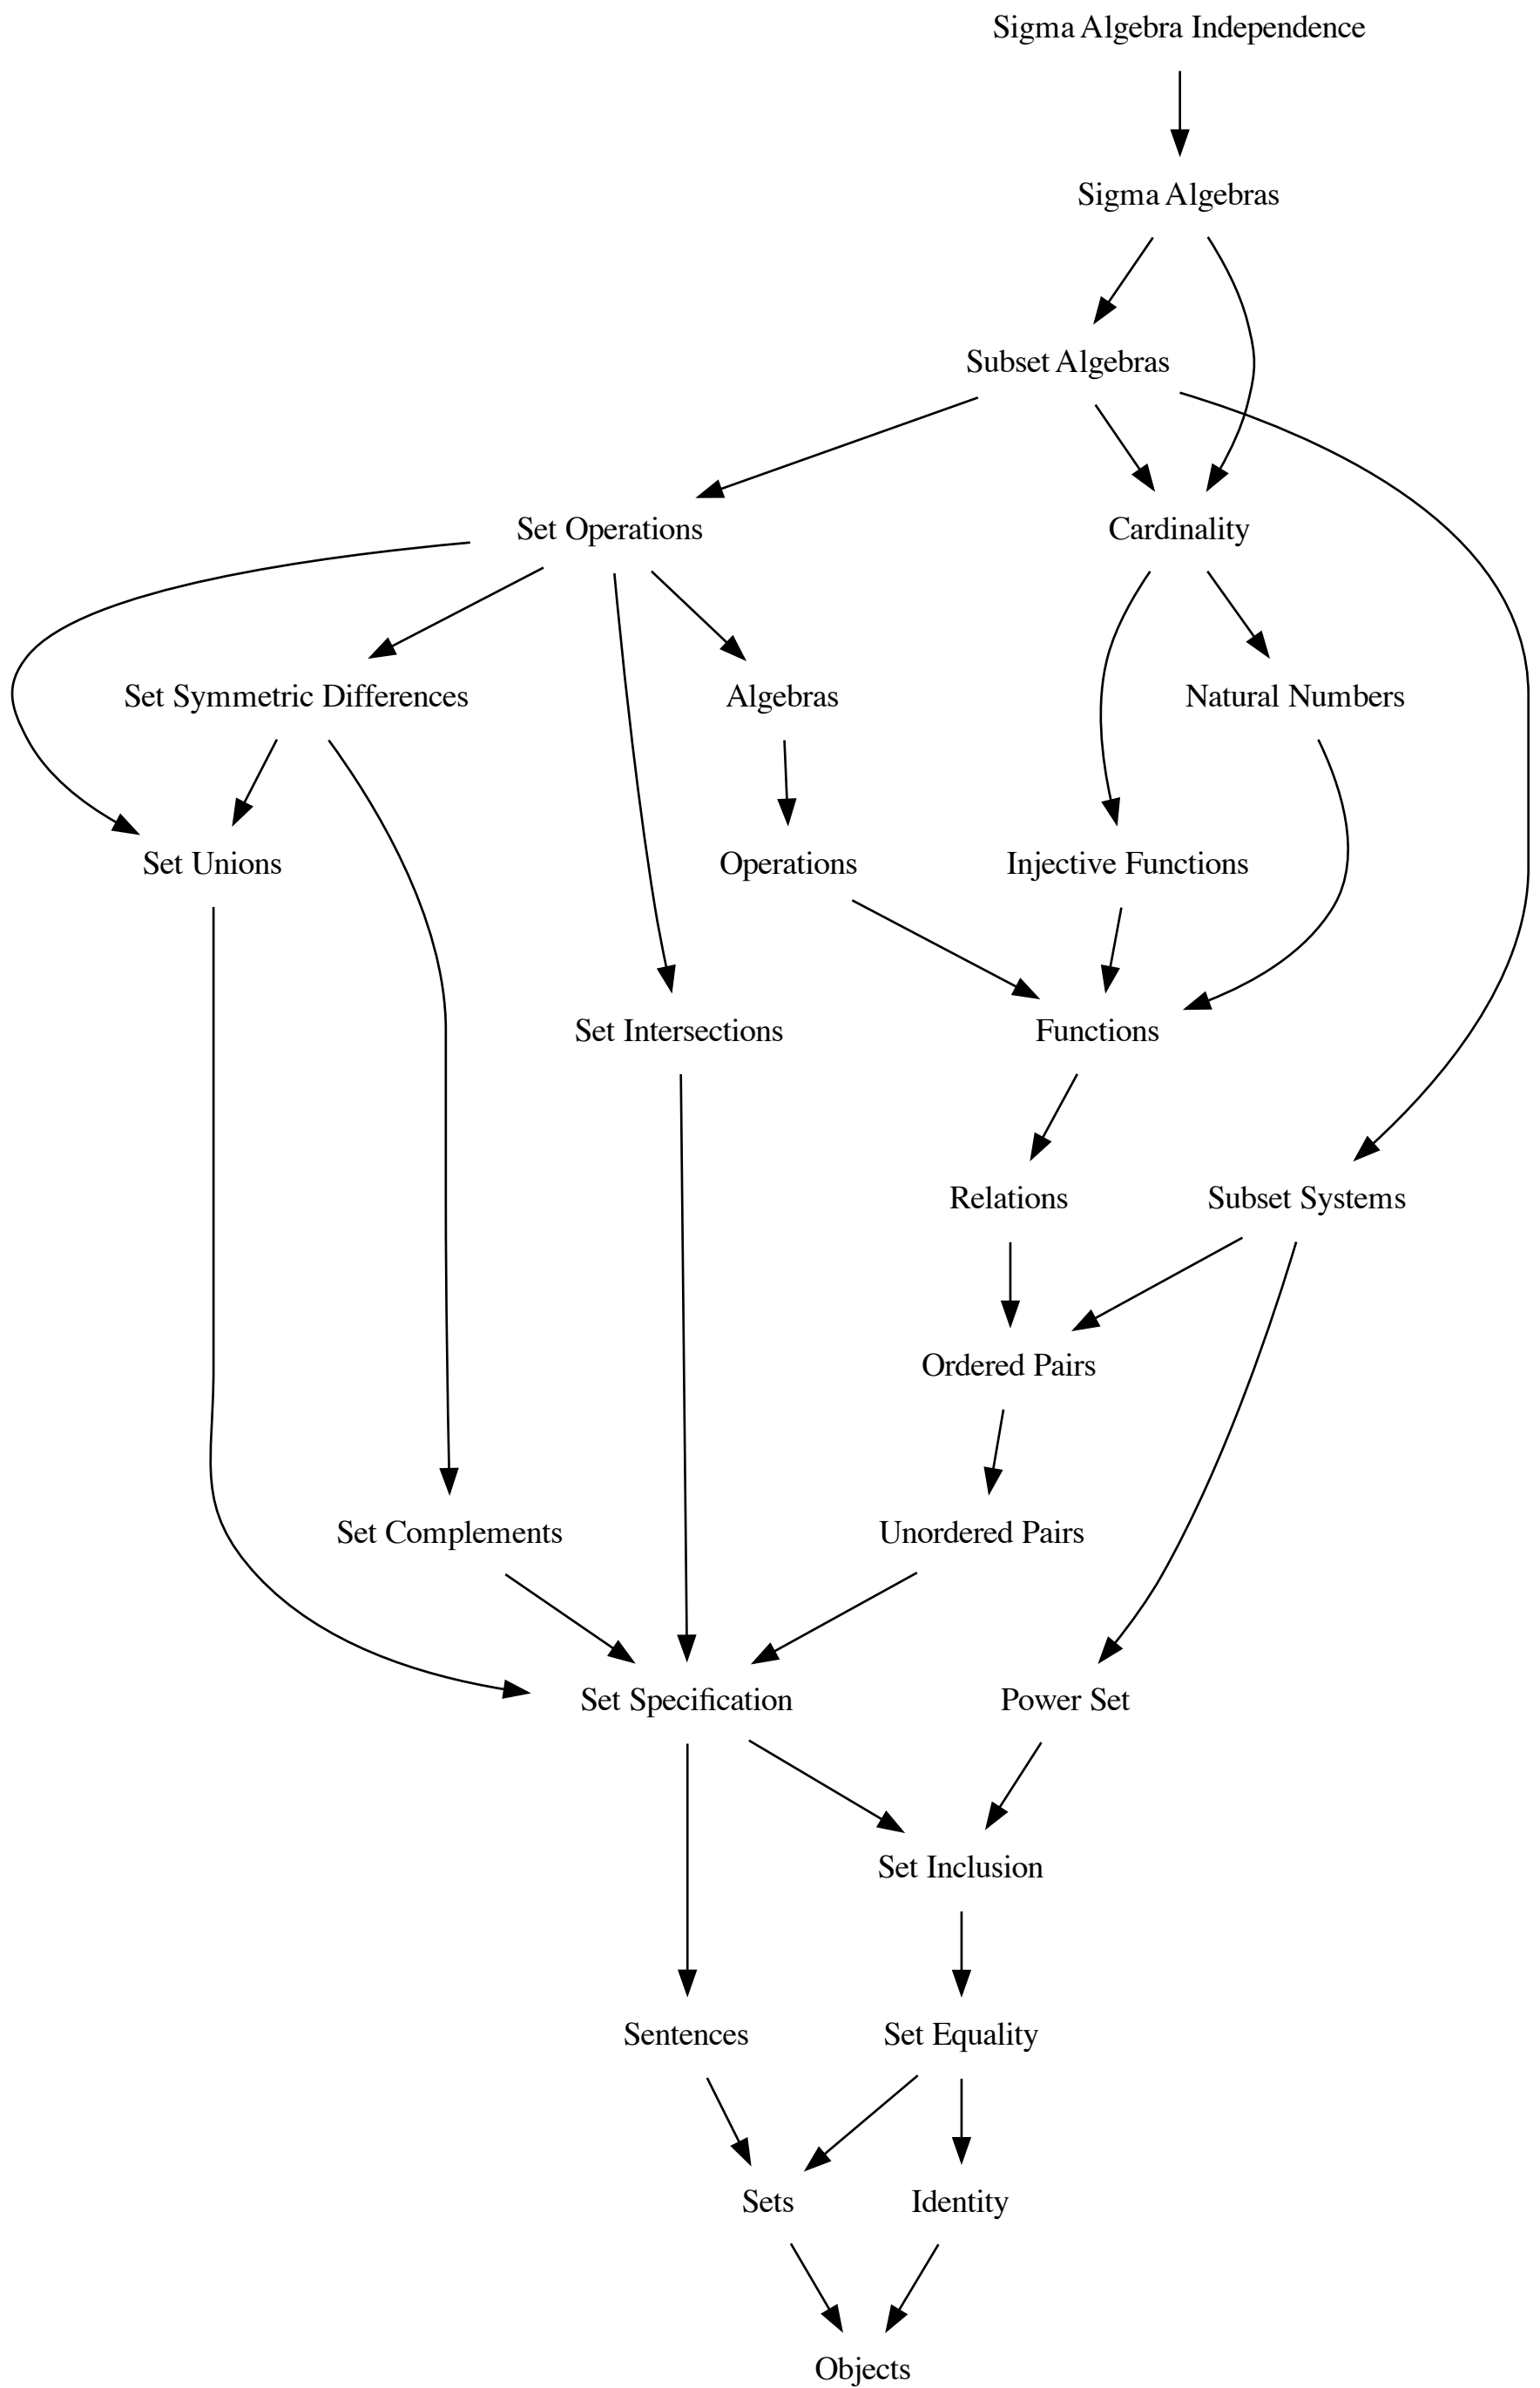 Sigma Algebra Independence
Sigma Algebras
Subset Algebras
Set Operations
Cardinality
Set Symmetric Differences
Algebras
Natural Numbers
Set Unions
Operations
Injective Functions
Set Intersections
Functions
Relations
Subset Systems
Ordered Pairs
Set Complements
Unordered Pairs
Set Specification
Power Set
Set Inclusion
Sentences
Set Equality
Sets
Identity
Objects